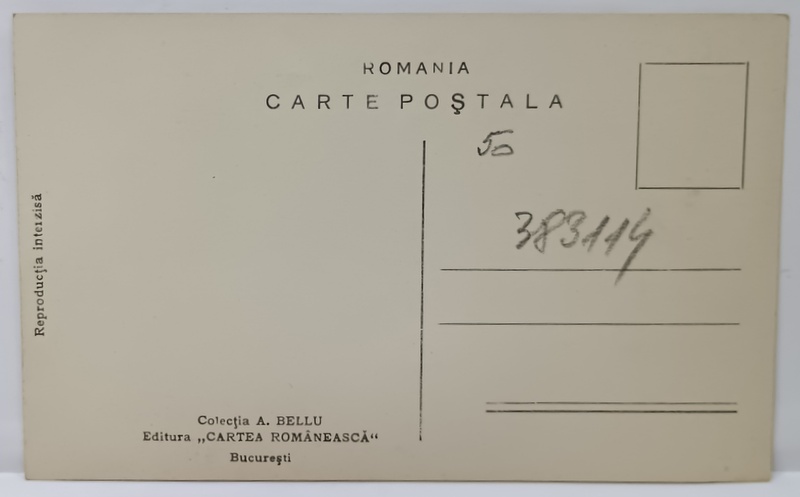 ROMANIA
CARTE POŞTALA
50
383114
Reproducţia interzisă
Colecţia A. BELLU
Editura „CARTEA ROMÂNEASCĂ“
Bucureşti